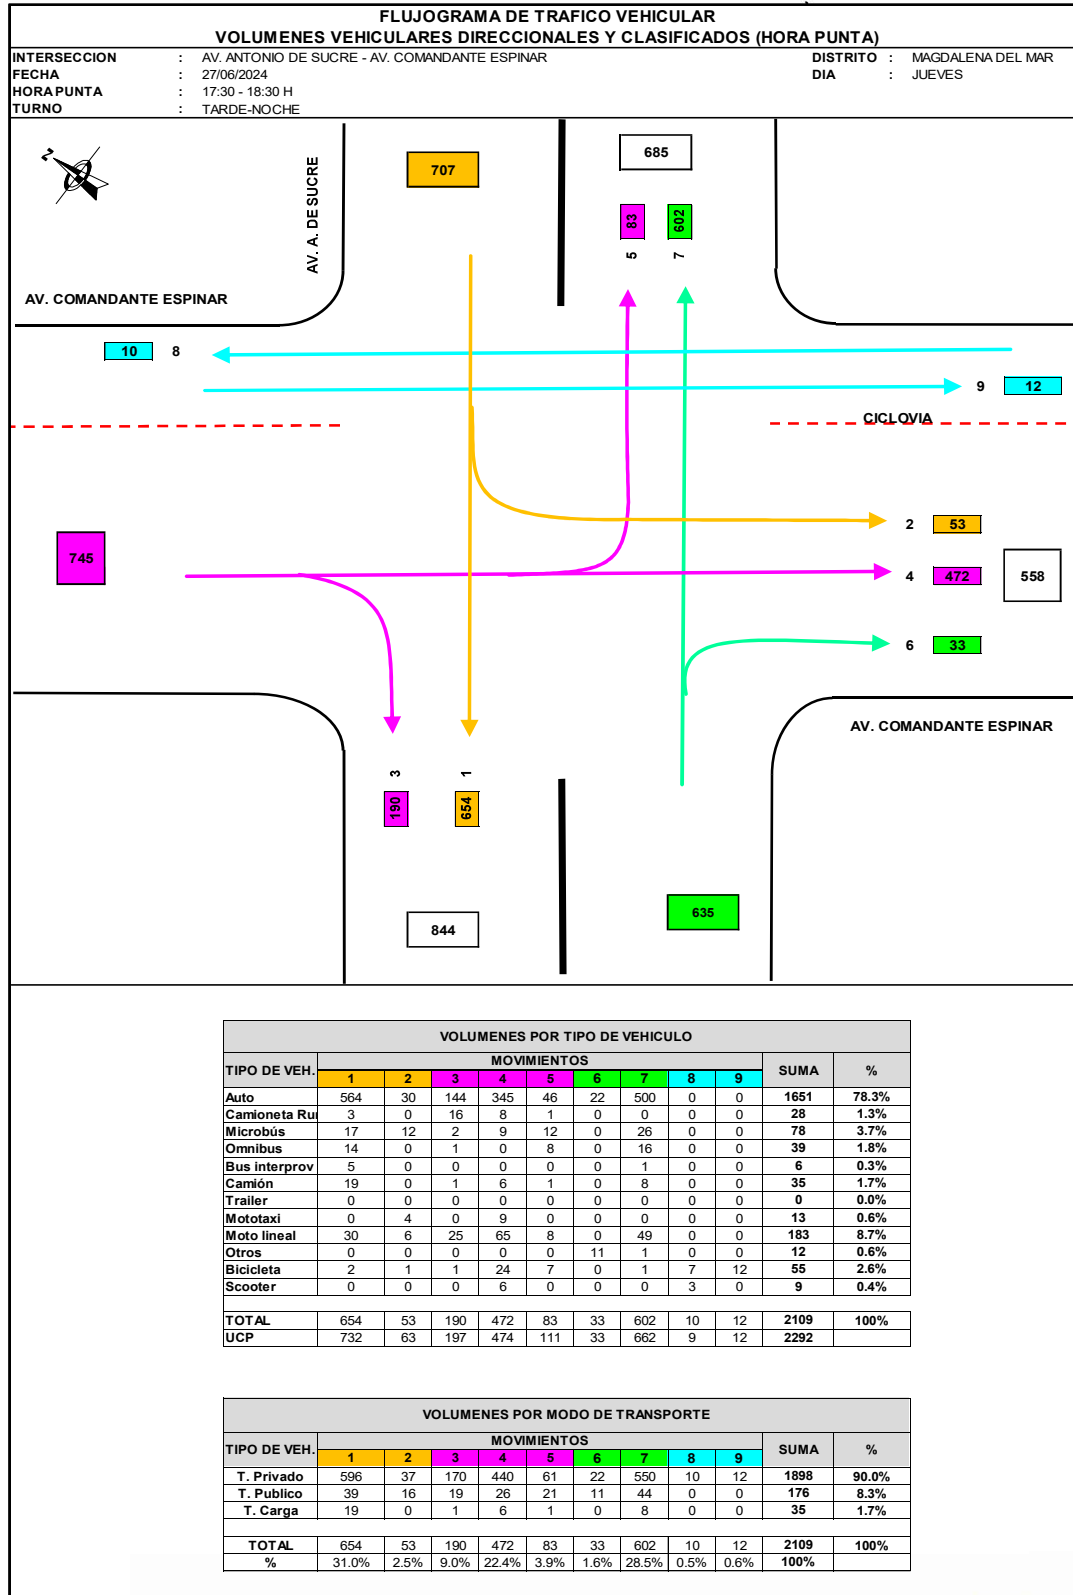 FLUJOGRAMA DE TRAFICO VEHICULAR
VOLUMENES VEHICULARES DIRECCIONALES Y CLASIFICADOS (HORA PUNTA)
INTERSECCION : AV. ANTONIO DE SUCRE - AV. COMANDANTE ESPINAR DISTRITO : MAGDALENA DEL MAR
FECHA : 27/06/2024 DIA : JUEVES
HORA PUNTA : 17:30 - 18:30 H
TURNO : TARDE-NOCHE
N
AV. A. DE SUCRE
707
685
83 602
5 7
AV. COMANDANTE ESPINAR
10 8
9 12
CICLOVIA
2 53
745
4 472 558
6 33
AV. COMANDANTE ESPINAR
3 1
190 654
844
635
VOLUMENES POR TIPO DE VEHICULO
TIPO DE VEH. MOVIMIENTOS SUMA %
1 2 3 4 5 6 7 8 9
Auto 564 30 144 345 46 22 500 0 0 1651 78.3%
Camioneta Ru 3 0 16 8 1 0 0 0 0 28 1.3%
Microbús 17 12 2 9 12 0 26 0 0 78 3.7%
Omnibus 14 0 1 0 8 0 16 0 0 39 1.8%
Bus interprov 5 0 0 0 0 0 1 0 0 6 0.3%
Camión 19 0 1 6 1 0 8 0 0 35 1.7%
Trailer 0 0 0 0 0 0 0 0 0 0 0.0%
Mototaxi 0 4 0 9 0 0 0 0 0 13 0.6%
Moto lineal 30 6 25 65 8 0 49 0 0 183 8.7%
Otros 0 0 0 0 0 11 1 0 0 12 0.6%
Bicicleta 2 1 1 24 7 0 1 7 12 55 2.6%
Scooter 0 0 0 6 0 0 0 3 0 9 0.4%
TOTAL 654 53 190 472 83 33 602 10 12 2109 100%
UCP 732 63 197 474 111 33 662 9 12 2292
VOLUMENES POR MODO DE TRANSPORTE
TIPO DE VEH. MOVIMIENTOS SUMA %
1 2 3 4 5 6 7 8 9
T. Privado 596 37 170 440 61 22 550 10 12 1898 90.0%
T. Publico 39 16 19 26 21 11 44 0 0 176 8.3%
T. Carga 19 0 1 6 1 0 8 0 0 35 1.7%
TOTAL 654 53 190 472 83 33 602 10 12 2109 100%
% 31.0% 2.5% 9.0% 22.4% 3.9% 1.6% 28.5% 0.5% 0.6% 100%